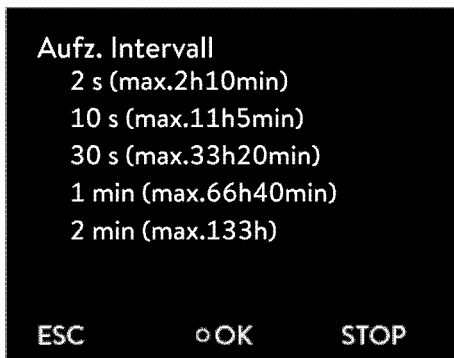 Aufz. Intervall
2 s (max.2h10min)
10 s (max.11h5min)
30 s (max.33h20min)
1 min (max.66h40min)
2 min (max.133h)
ESC OK STOP